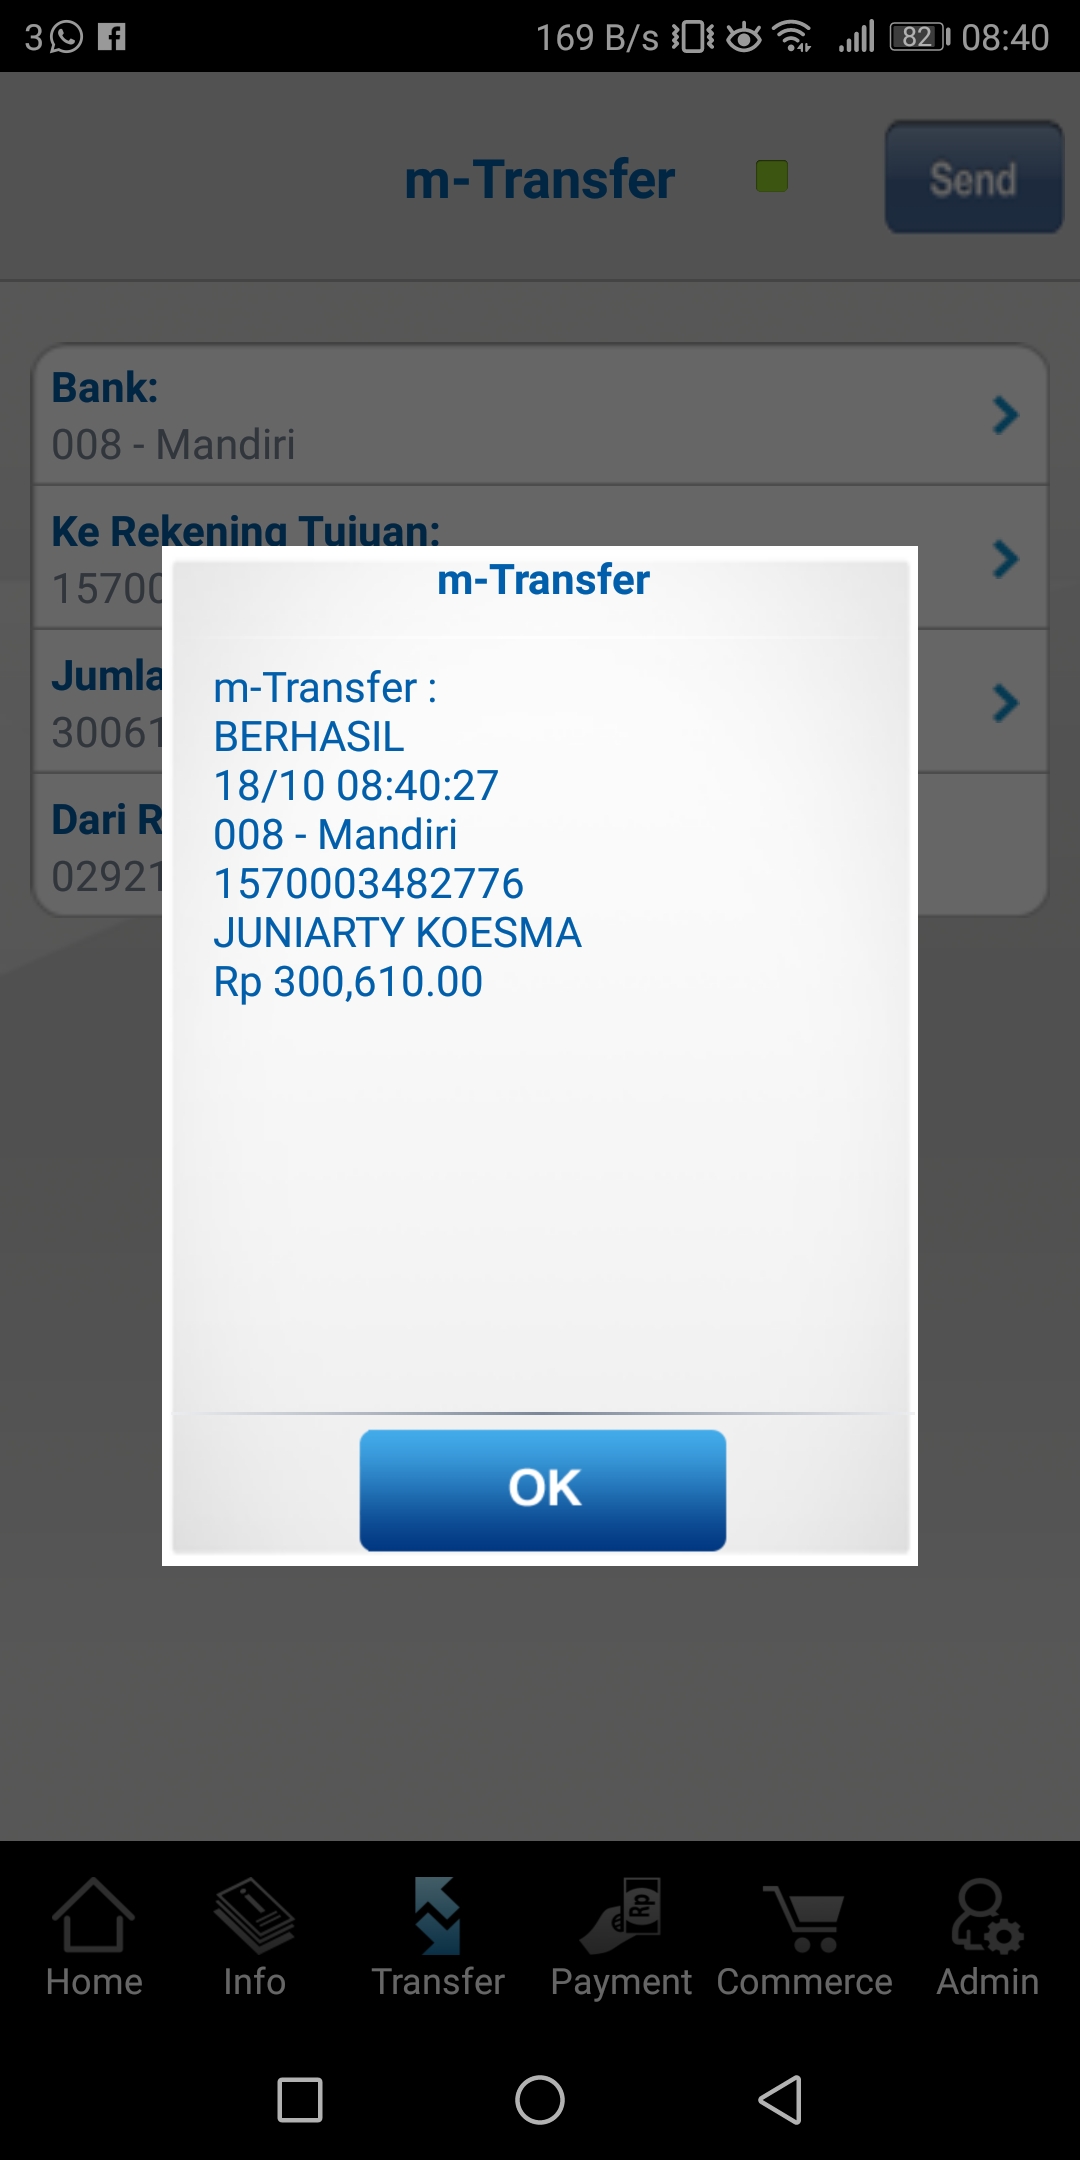 3 169 B/s 82 08:40
m-Transfer
Send
Bank:
008 - Mandiri
Ke Rekening Tujuan:
15700
Jumla
30061
Dari R
02921
m-Transfer
m-Transfer :
BERHASIL
18/10 08:40:27
008 - Mandiri
1570003482776
JUNIARTY KOESMA
Rp 300,610.00
OK
Rp
Home Info Transfer Payment Commerce Admin